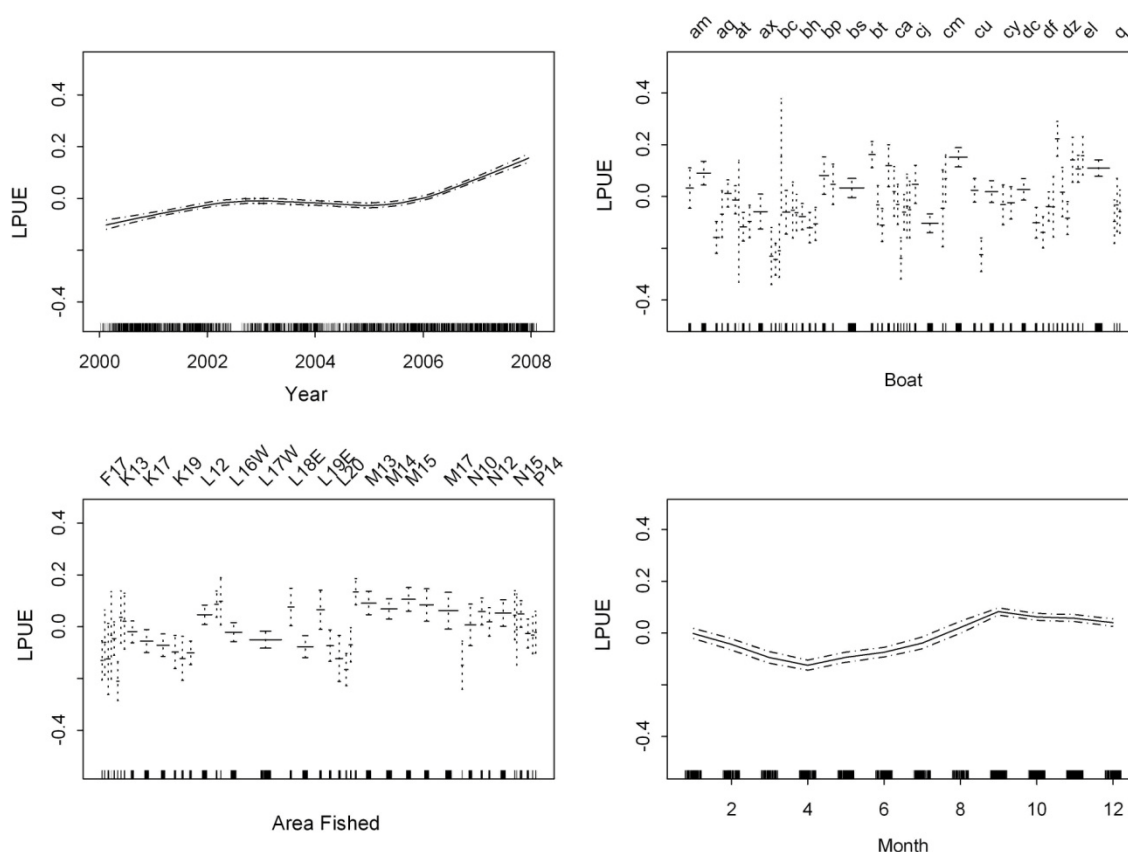 LPUE
0.4
0.2
0.0
-0.4
2000 2002 2004 2006 2008
Year
am aq at ax bc bh bp bs bt ca cj cm cu cy dc df dz el q
LPUE
0.4
0.2
0.0
-0.4
Boat
F17 K13 K17 K19 L12 L16W L17W L18E L19E L20 M13 M14 M15 M17 N10 N12 N15 P14
LPUE
0.4
0.2
0.0
-0.4
Area Fished
LPUE
0.4
0.2
0.0
-0.4
2 4 6 8 10 12
Month